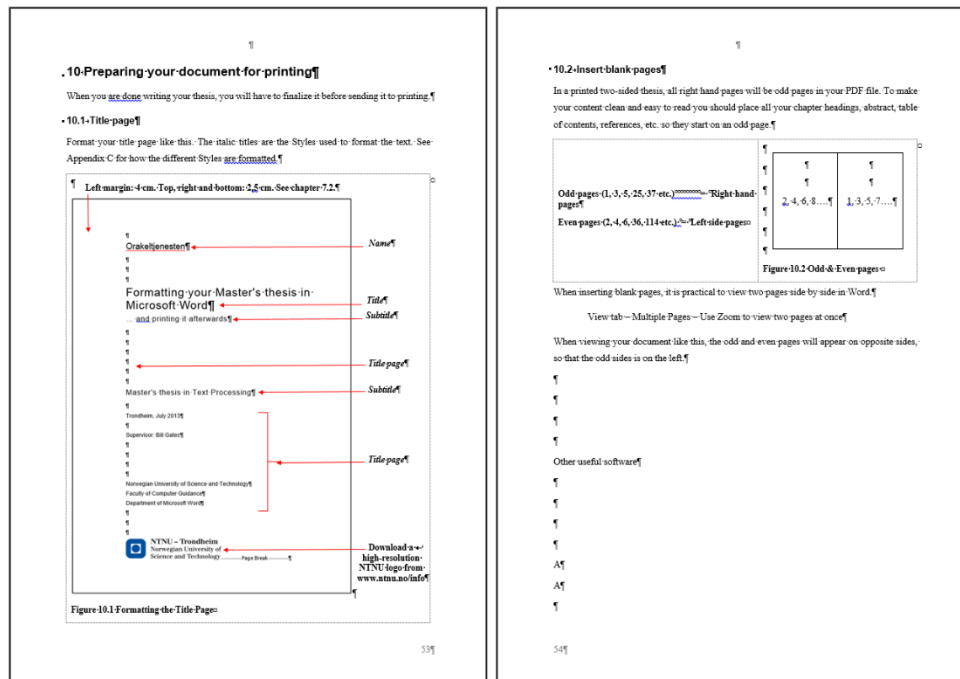 10 Preparing your document for printing¶
When you are done writing your thesis, you will have to finalize it before sending it to printing.¶
10.1 Title page¶
Format your title page like this. The italic titles are the Styles used to format the text. See
Appendix C for how the different Styles are formatted.¶
Left margin: 4 cm. Top, right and bottom: 2,5 cm. See chapter 7.2.¶
Orakeltjenesten¶
Name¶
Formatting your Master's thesis in
Microsoft Word¶
Title¶
... and printing it afterwards¶
Subtitle¶
Title page¶
Master's thesis in Text Processing¶
Subtitle¶
Trondheim, July 2013¶
Supervisor: Bill Gates¶
Title page¶
Norwegian University of Science and Technology¶
Faculty of Computer Guidance¶
Department of Microsoft Word¶
NTNU – Trondheim
Norwegian University of
Science and Technology
Page Break
Download a
high-resolution
NTNU logo from
www.ntnu.no/info¶
Figure 10.1 Formatting the Title Page
53¶
10.2 Insert blank pages¶
In a printed two-sided thesis, all right hand pages will be odd pages in your PDF file. To make
your content clean and easy to read you should place all your chapter headings, abstract, table
of contents, references, etc. so they start on an odd page.¶
Odd pages (1, 3, 5, 25, 37 etc.) = Right hand
pages¶
Even pages (2, 4, 6, 36, 114 etc.) = Left side pages
2, 4, 6, 8….¶
1, 3, 5, 7….¶
Figure 10.2 Odd & Even pages
When inserting blank pages, it is practical to view two pages side by side in Word.¶
View tab – Multiple Pages – Use Zoom to view two pages at once¶
When viewing your document like this, the odd and even pages will appear on opposite sides,
so that the odd sides is on the left.¶
Other useful software¶
A¶
A¶
54¶